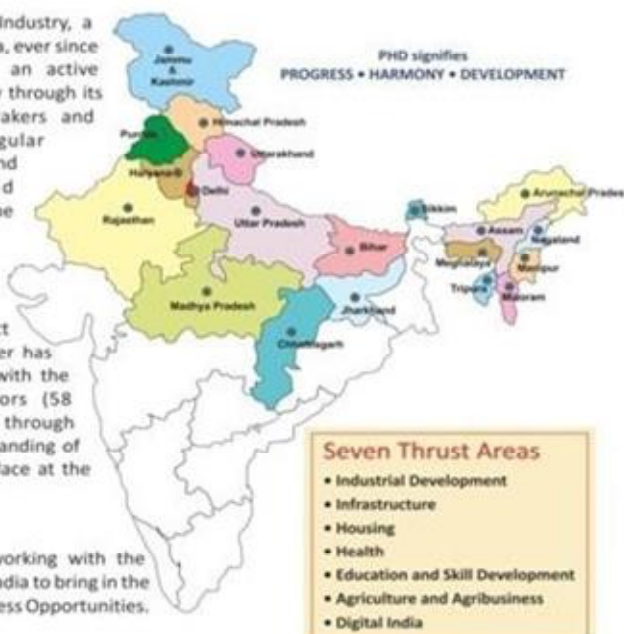 Industry, a
, ever since
an active
through its
akers and
gular
nd
d
e
ct
er has
with the
ors (58
through
anding of
lace at the
working with the
ndia to bring in the
ess Opportunities.
PHD signifies
PROGRESS • HARMONY • DEVELOPMENT
Jammu
&
Kashmir
Himachal Pradesh
Punjab
Uttarakhand
Haryana
Delhi
Rajasthan
Uttar Pradesh
Bihar
Sikkim
Arunachal Prades
Assam
Nagaland
Meghalaya
Manipur
Tripura
Mizoram
Madhya Pradesh
Jharkhand
Chhattisgarh
Seven Thrust Areas
• Industrial Development
• Infrastructure
• Housing
• Health
• Education and Skill Development
• Agriculture and Agribusiness
• Digital India